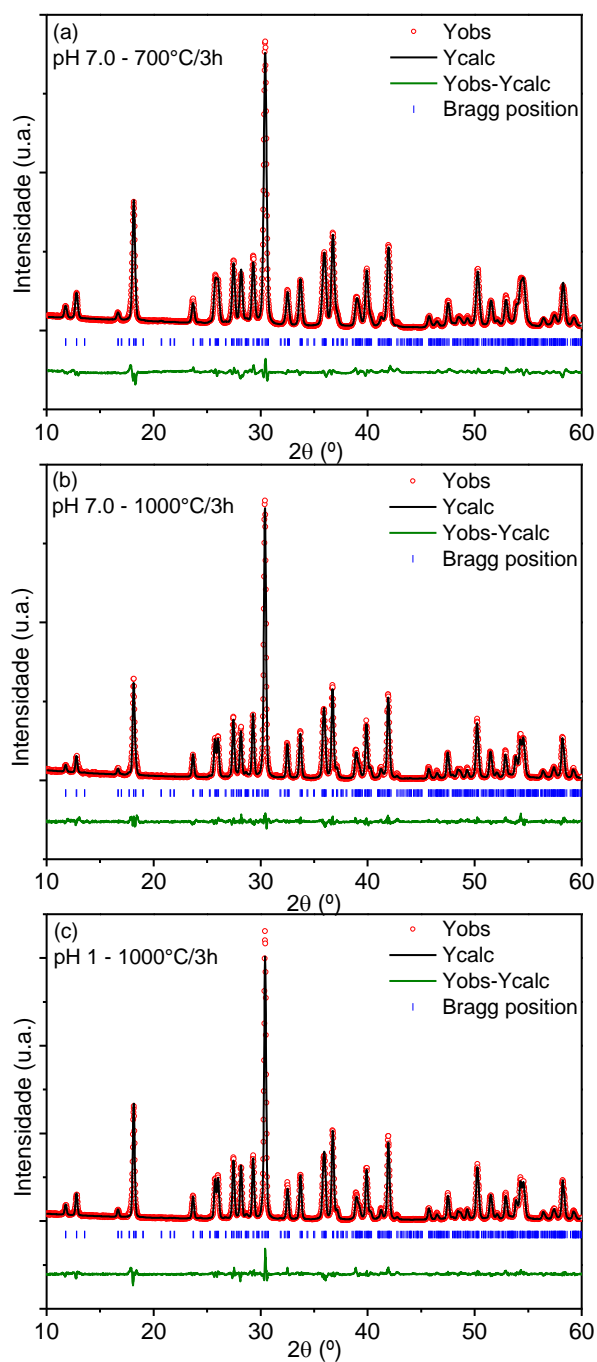 (a)
pH 7.0 - 700°C/3h
Yobs
Ycalc
Yobs-Ycalc
Bragg position
Intensidade (u.a.)
10 20 30 40 50 60
2θ (º)
(b)
pH 7.0 - 1000°C/3h
Yobs
Ycalc
Yobs-Ycalc
Bragg position
Intensidade (u.a.)
10 20 30 40 50 60
2θ (º)
(c)
pH 1 - 1000°C/3h
Yobs
Ycalc
Yobs-Ycalc
Bragg position
Intensidade (u.a.)
10 20 30 40 50 60
2θ (º)